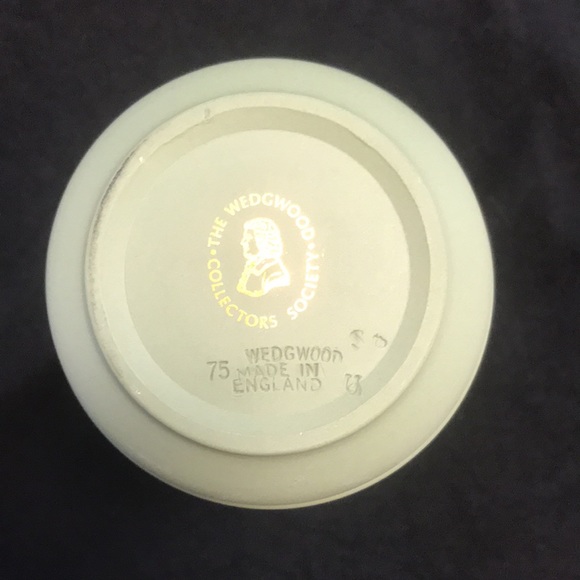 • THE WEDGWOOD •
COLLECTORS SOCIETY
WEDGWOOD
75 MADE IN
ENGLAND